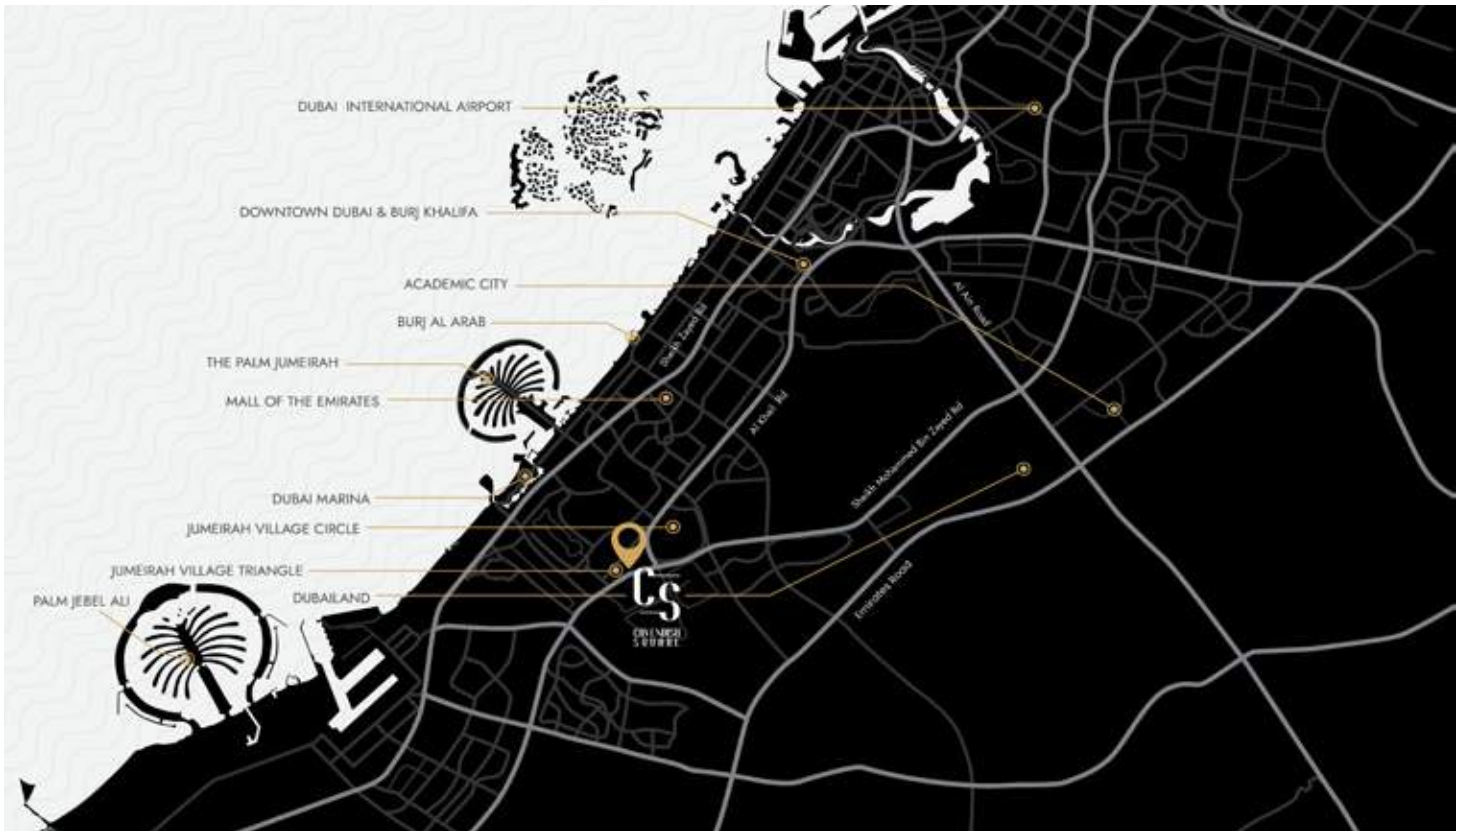 DUBAI INTERNATIONAL AIRPORT
DOWNTOWN DUBAI & BURJ KHALIFA
ACADEMIC CITY
BURJ AL ARAB
THE PALM JUMEIRAH
MALL OF THE EMIRATES
DUBAI MARINA
JUMEIRAH VILLAGE CIRCLE
JUMEIRAH VILLAGE TRIANGLE
DUBAILAND
PALM JEBEL ALI
Sheikh Zayed Rd
Al Khail Rd
Al Ain Road
Sheikh Mohammed Bin Zayed Rd
Emirates Road
CS
CAVENDISH
SQUARE